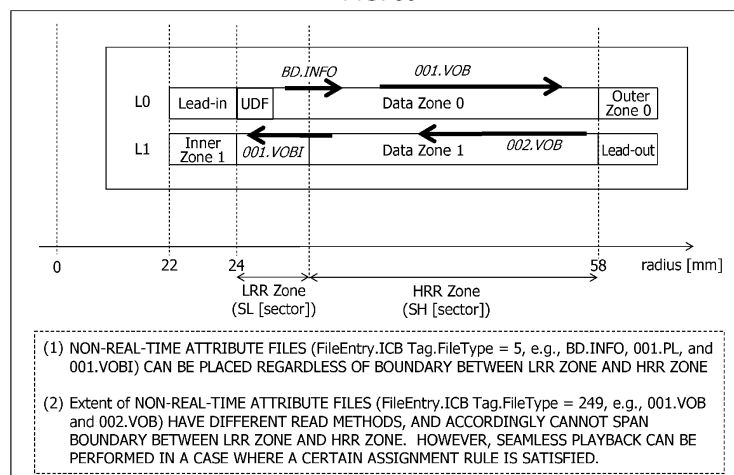 BD.INFO 001.VOB
L0 Lead-in UDF Data Zone 0 Outer Zone 0
L1 Inner Zone 1 001.VOBI Data Zone 1 002.VOB Lead-out
0 22 24 58 radius [mm]
LRR Zone (SL [sector])
HRR Zone (SH [sector])
(1) NON-REAL-TIME ATTRIBUTE FILES (FileEntry.ICB Tag.FileType = 5, e.g., BD.INFO, 001.PL, and
001.VOBI) CAN BE PLACED REGARDLESS OF BOUNDARY BETWEEN LRR ZONE AND HRR ZONE
(2) Extent of NON-REAL-TIME ATTRIBUTE FILES (FileEntry.ICB Tag.FileType = 249, e.g., 001.VOB
and 002.VOB) HAVE DIFFERENT READ METHODS, AND ACCORDINGLY CANNOT SPAN
BOUNDARY BETWEEN LRR ZONE AND HRR ZONE. HOWEVER, SEAMLESS PLAYBACK CAN BE
PERFORMED IN A CASE WHERE A CERTAIN ASSIGNMENT RULE IS SATISFIED.